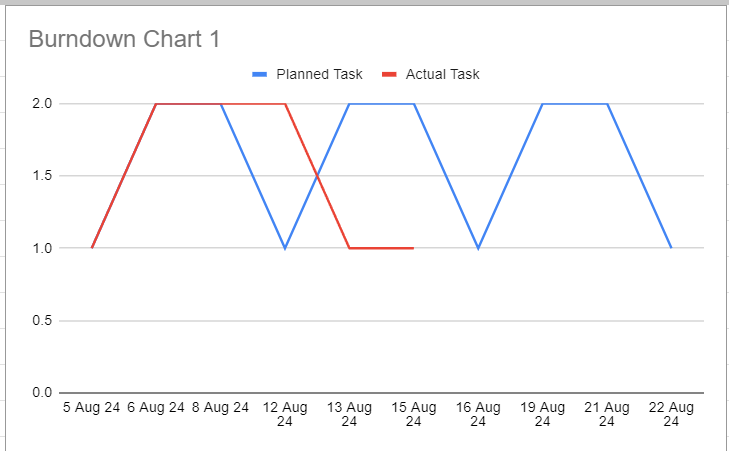 Burndown Chart 1
Planned Task Actual Task
2.0
1.5
1.0
0.5
0.0
5 Aug 24 6 Aug 24 8 Aug 24 12 Aug 13 Aug 15 Aug 16 Aug 19 Aug 21 Aug 22 Aug
24 24 24 24 24 24 24